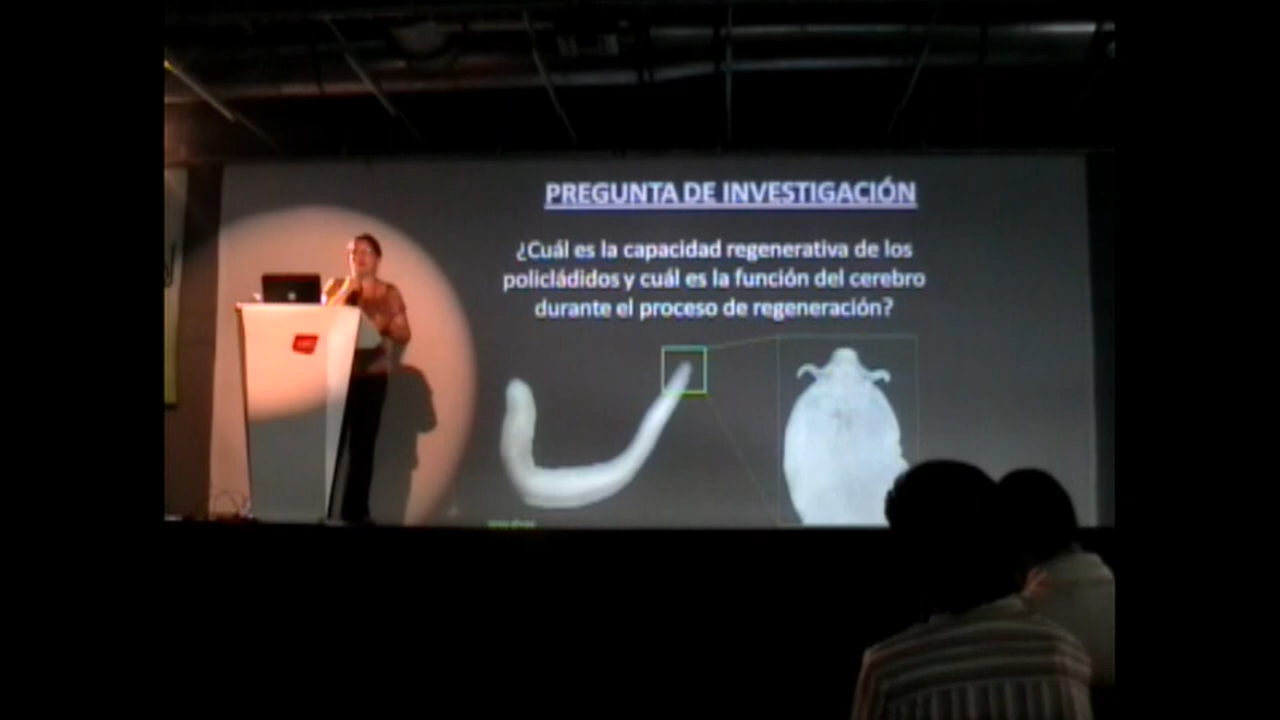 PREGUNTA DE INVESTIGACIÓN
¿Cuál es la capacidad regenerativa de los
policládidos y cuál es la función del cerebro
durante el proceso de regeneración?